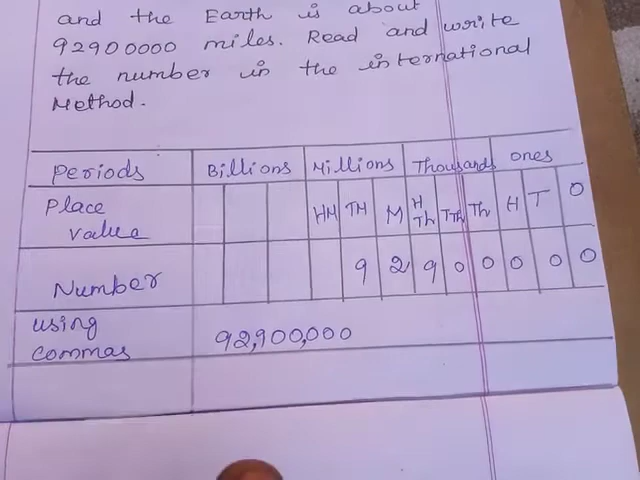 and the Earth is about
92900000 miles. Read and write
the number in the international
Method.
Periods Billions Millions Thousands ones
Place value HM TM M H Th TTh Th H T O
Number 9 2 9 0 0 0 0 0
using commas 92,900,000